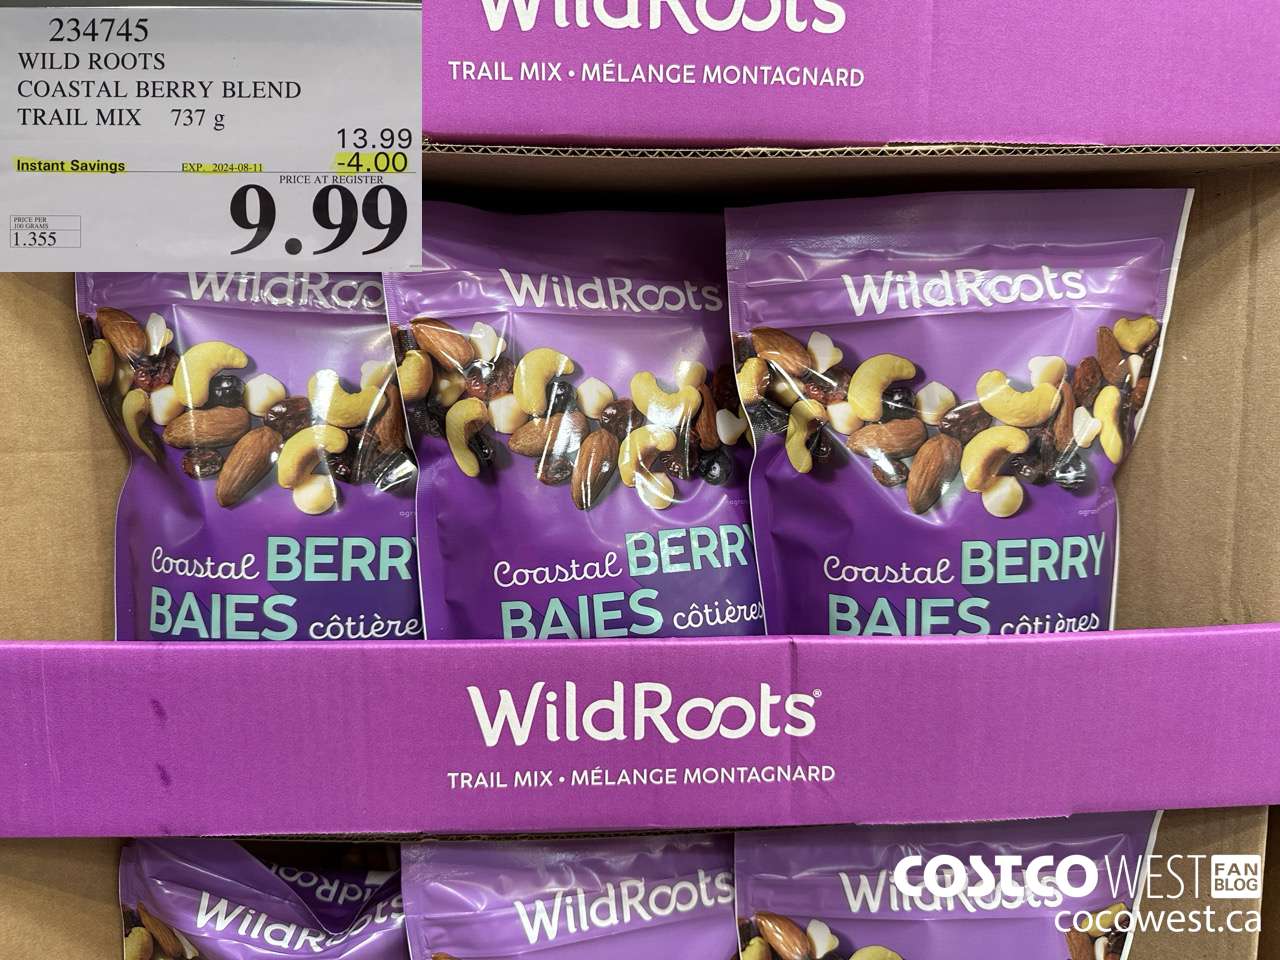 234745
WILD ROOTS
COASTAL BERRY BLEND
TRAIL MIX 737 g
13.99
Instant Savings EXP. 2024-08-11 -4.00
PRICE AT REGISTER
9.99
PRICE PER
100 GRAMS
1.355
WildRoots
TRAIL MIX • MÉLANGE MONTAGNARD
WildRoo
WildRoots
WildRoots
Coastal BERRY
BAIES côtières
Coastal BERRY
BAIES côtières
Coastal BERRY
BAIES côtières
WildRoots®
TRAIL MIX • MÉLANGE MONTAGNARD
WildRoots
WildRoots
WildRoots
COSTCO WEST FAN BLOG
cocowest.ca